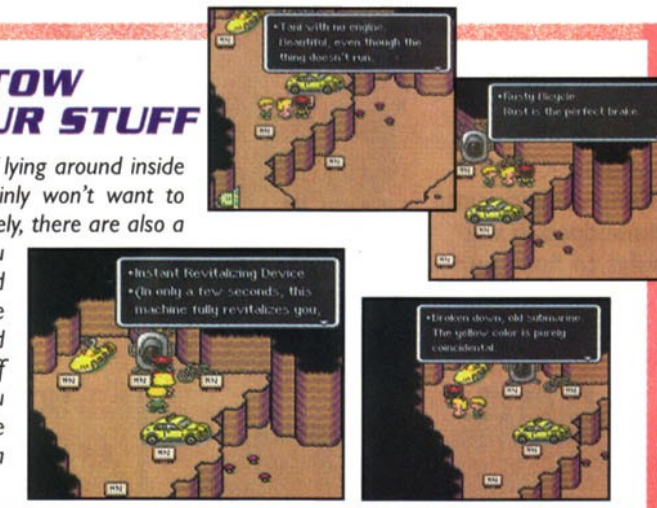 TOW
UR STUFF
lying around inside
inly won't want to
ely, there are also a
u
d
e
d
ff
u
e
n
•Taxi with no engine.
Beautiful, even though the
thing doesn't run.
•Rusty Bicycle
Rust is the perfect brake.
•Instant Revitalizing Device
•(In only a few seconds, this
machine fully revitalizes you,
•Broken down, old submarine.
The yellow color is purely
coincidental.